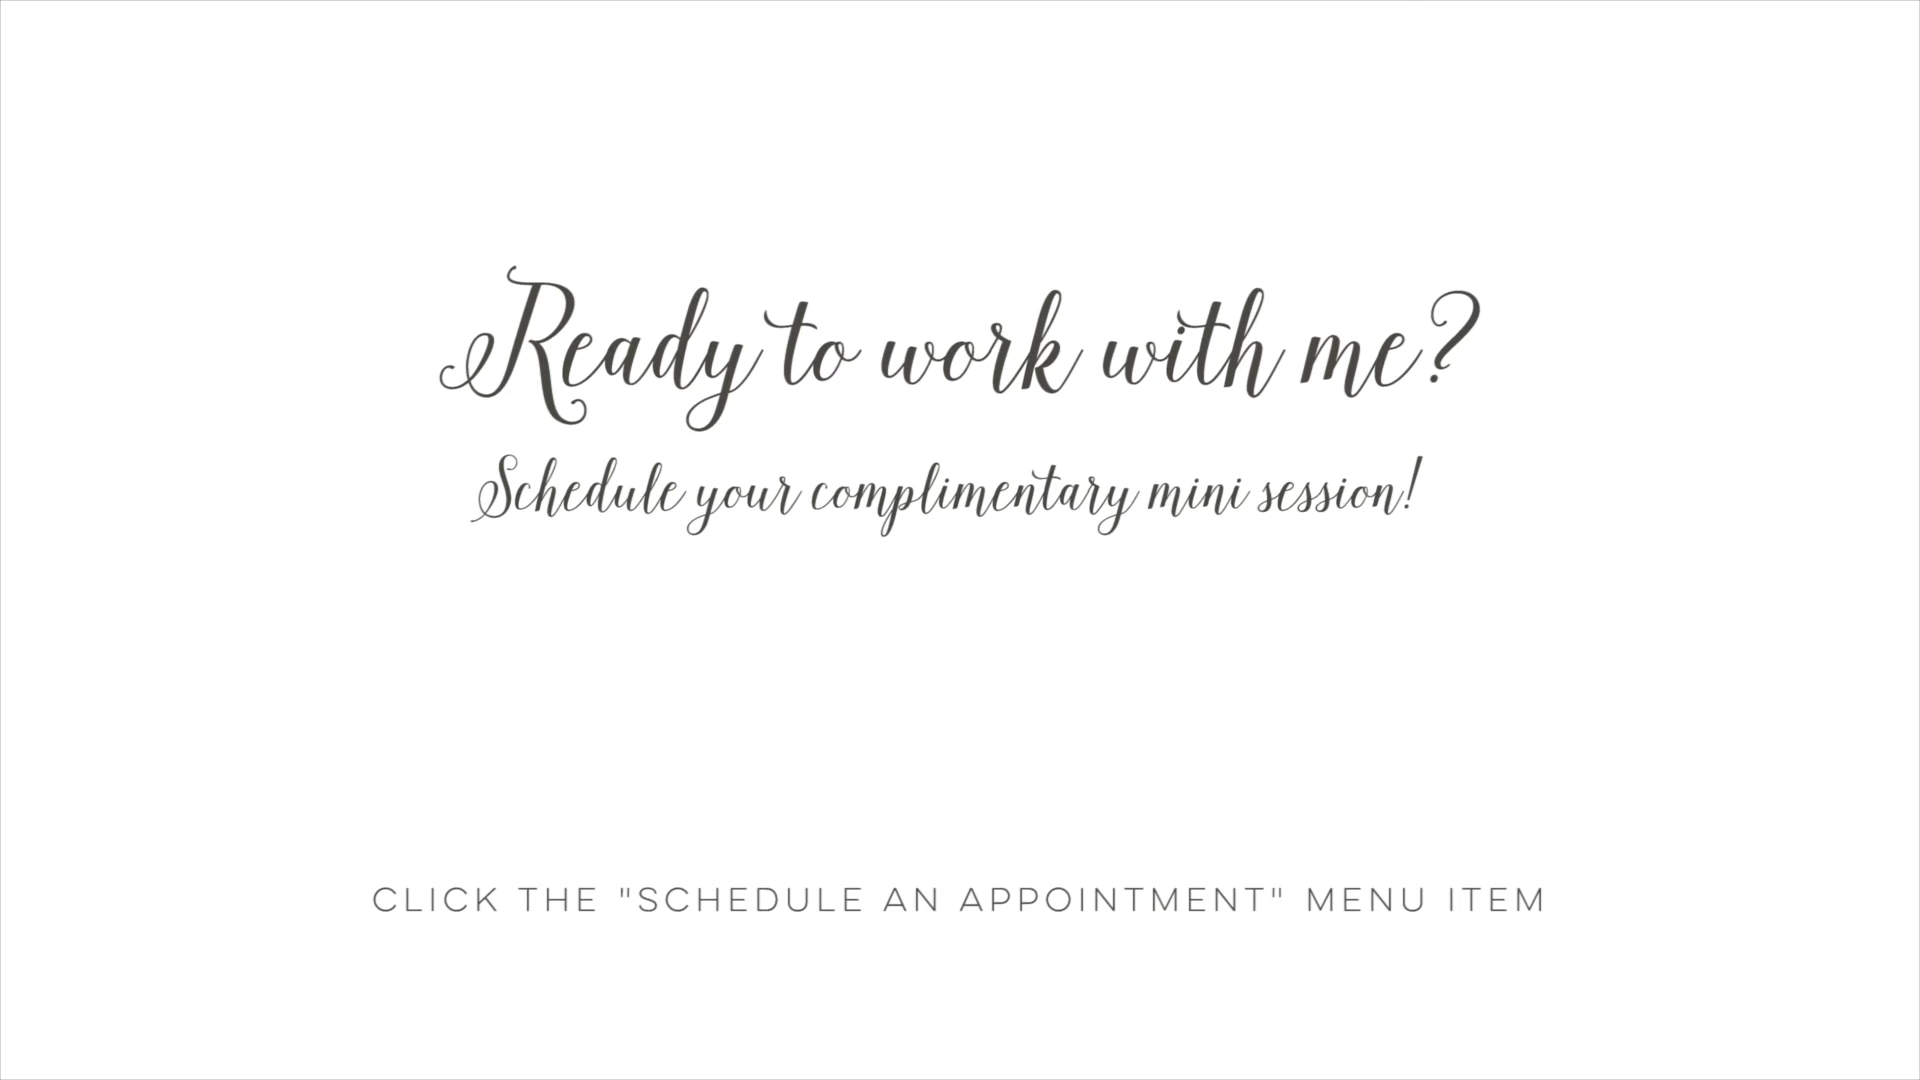 Ready to work with me?
Schedule your complimentary mini session!
CLICK THE "SCHEDULE AN APPOINTMENT" MENU ITEM